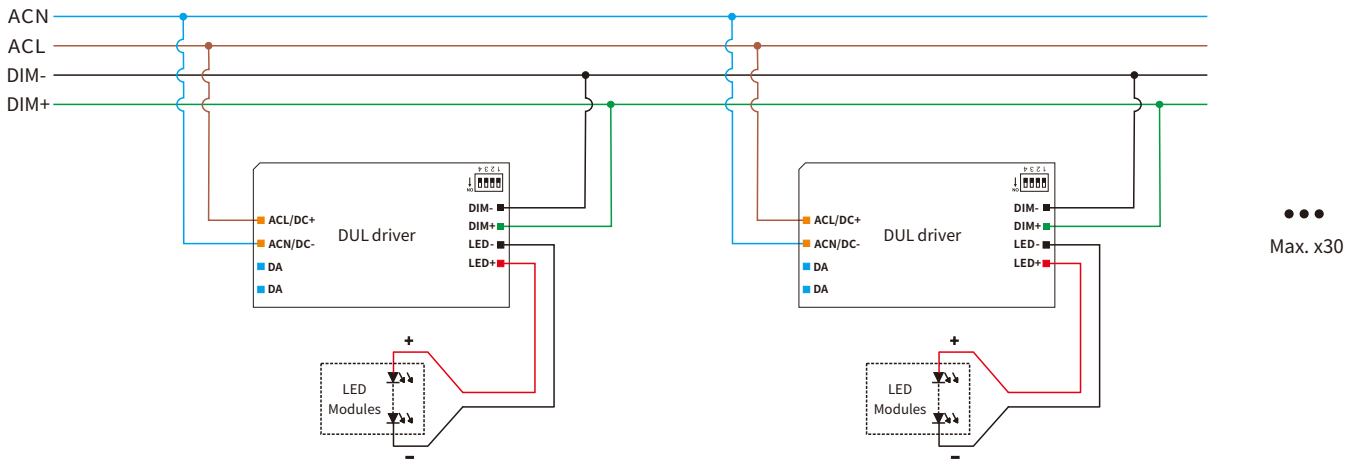 ACN
ACL
DIM-
DIM+
1 2 3 4
ON
DIM-
ACL/DC+
DIM+
DUL driver
ACN/DC-
LED-
DA
LED+
DA
+
LED
Modules
-
1 2 3 4
ON
DIM-
ACL/DC+
DIM+
DUL driver
ACN/DC-
LED-
DA
LED+
DA
+
LED
Modules
-
•••
Max. x30